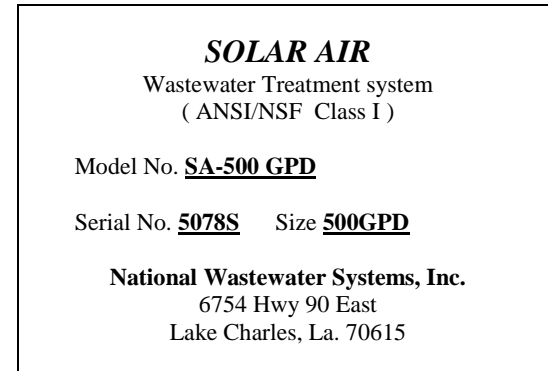 SOLAR AIR
Wastewater Treatment system
( ANSI/NSF Class I )
Model No. SA-500 GPD
Serial No. 5078S Size 500GPD
National Wastewater Systems, Inc.
6754 Hwy 90 East
Lake Charles, La. 70615